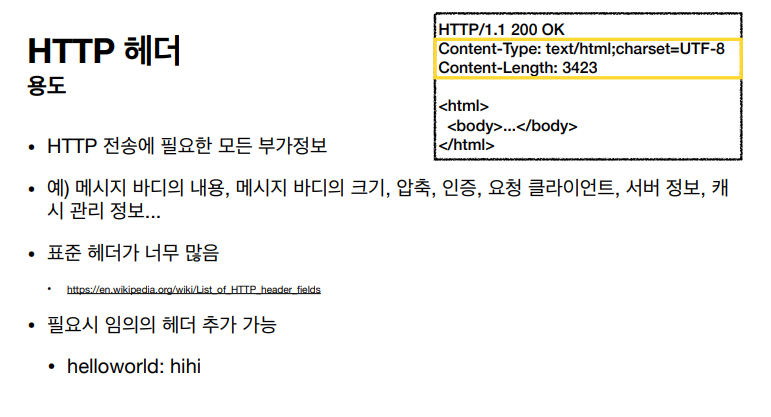 HTTP 헤더
용도
HTTP/1.1 200 OK
Content-Type: text/html;charset=UTF-8
Content-Length: 3423
<html>
<body>...</body>
</html>
• HTTP 전송에 필요한 모든 부가정보
• 예) 메시지 바디의 내용, 메시지 바디의 크기, 압축, 인증, 요청 클라이언트, 서버 정보, 캐
시 관리 정보...
• 표준 헤더가 너무 많음
• https://en.wikipedia.org/wiki/List_of_HTTP_header_fields
• 필요시 임의의 헤더 추가 가능
• helloworld: hihi